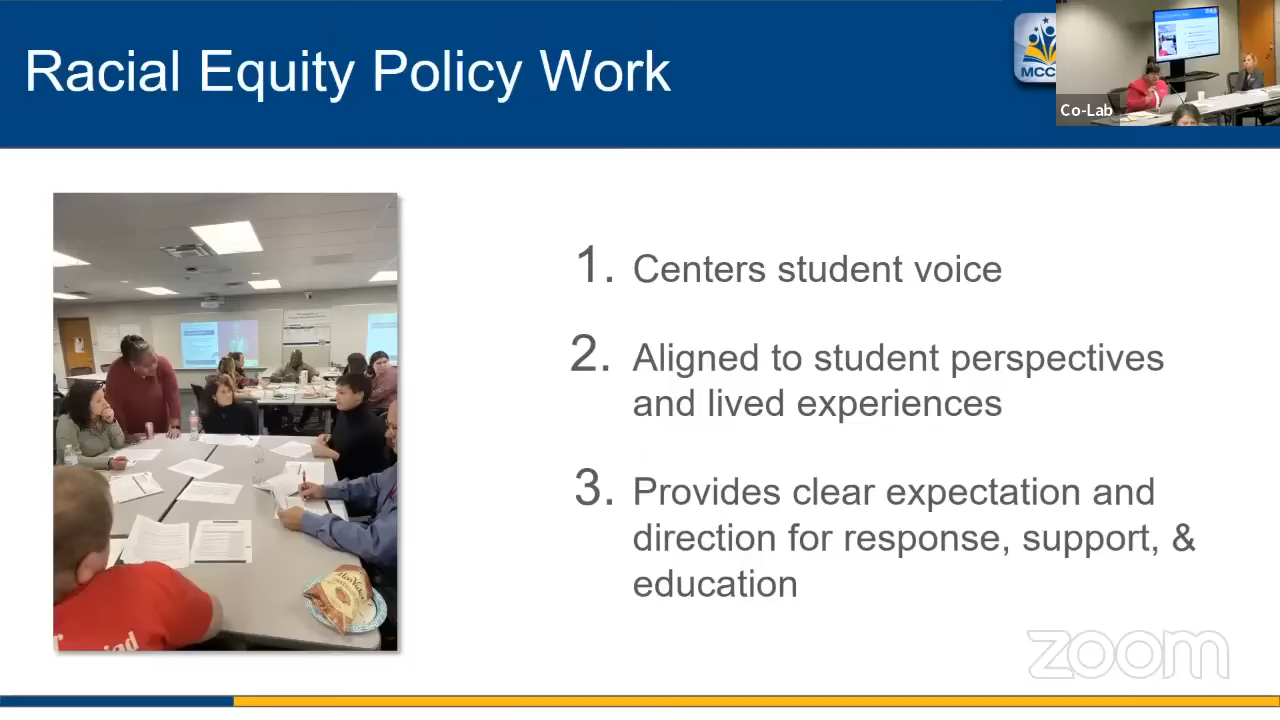 Racial Equity Policy Work
MCC
Co-Lab
1. Centers student voice
2. Aligned to student perspectives
and lived experiences
3. Provides clear expectation and
direction for response, support, &
education
zoom